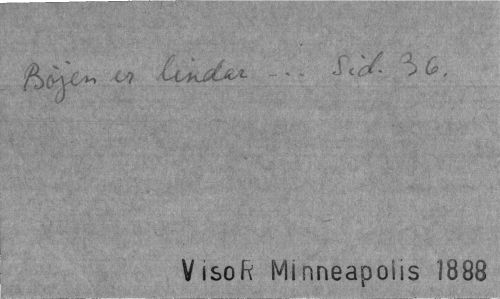 Böjen er lindar ... Sid. 36.
VisoR Minneapolis 1888